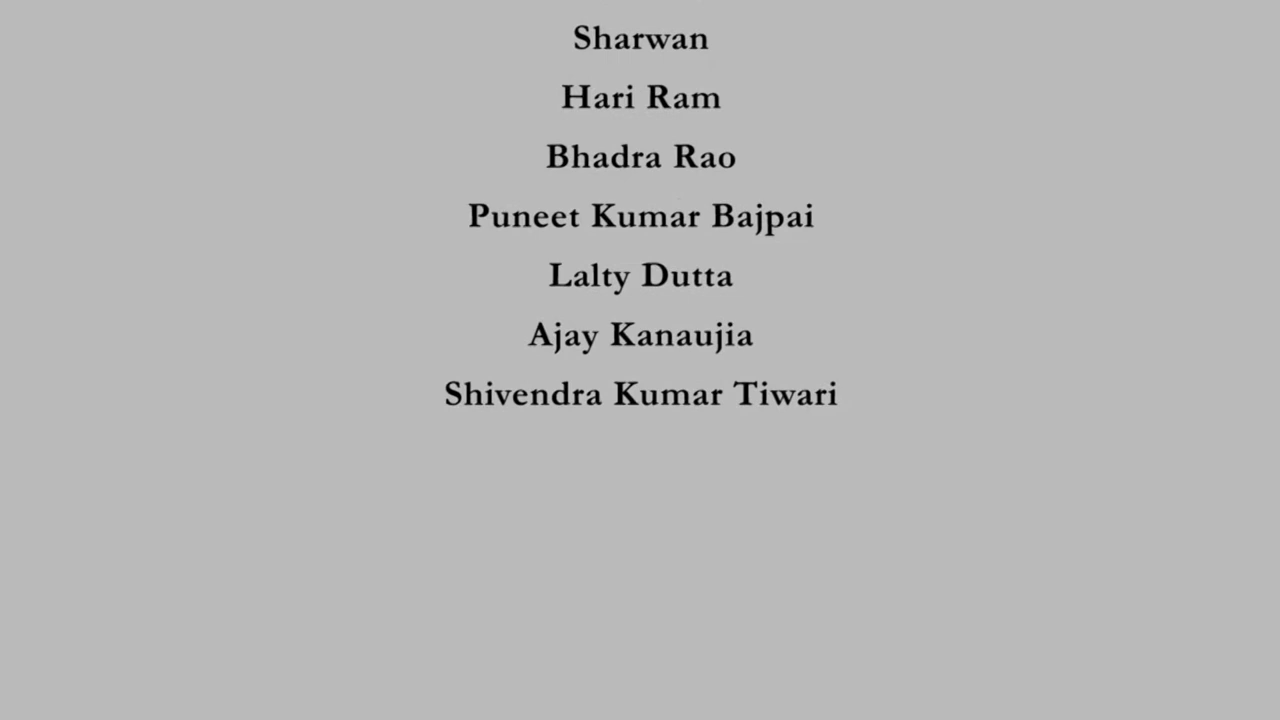 Sharwan
Hari Ram
Bhadra Rao
Puneet Kumar Bajpai
Lalty Dutta
Ajay Kanaujia
Shivendra Kumar Tiwari